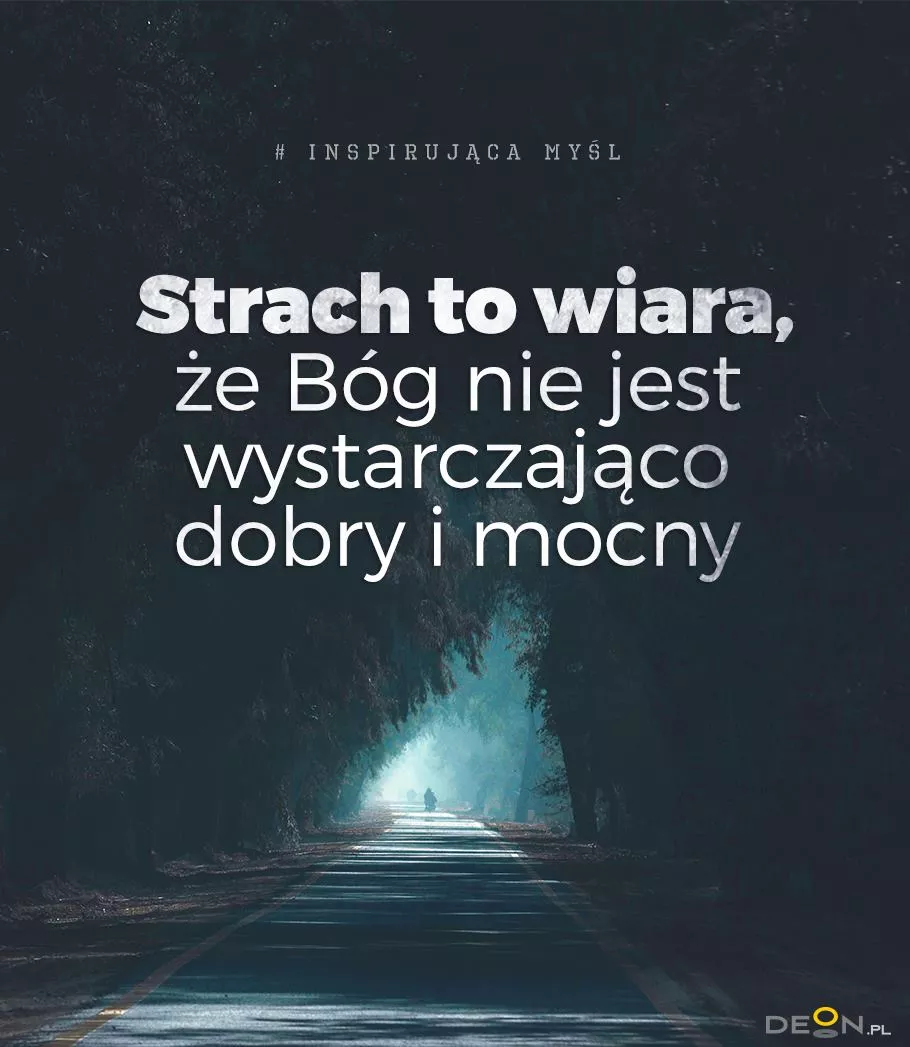 # INSPIRUJĄCA MYŚL
Strach to wiara,
że Bóg nie jest
wystarczająco
dobry i mocny
DEON.PL